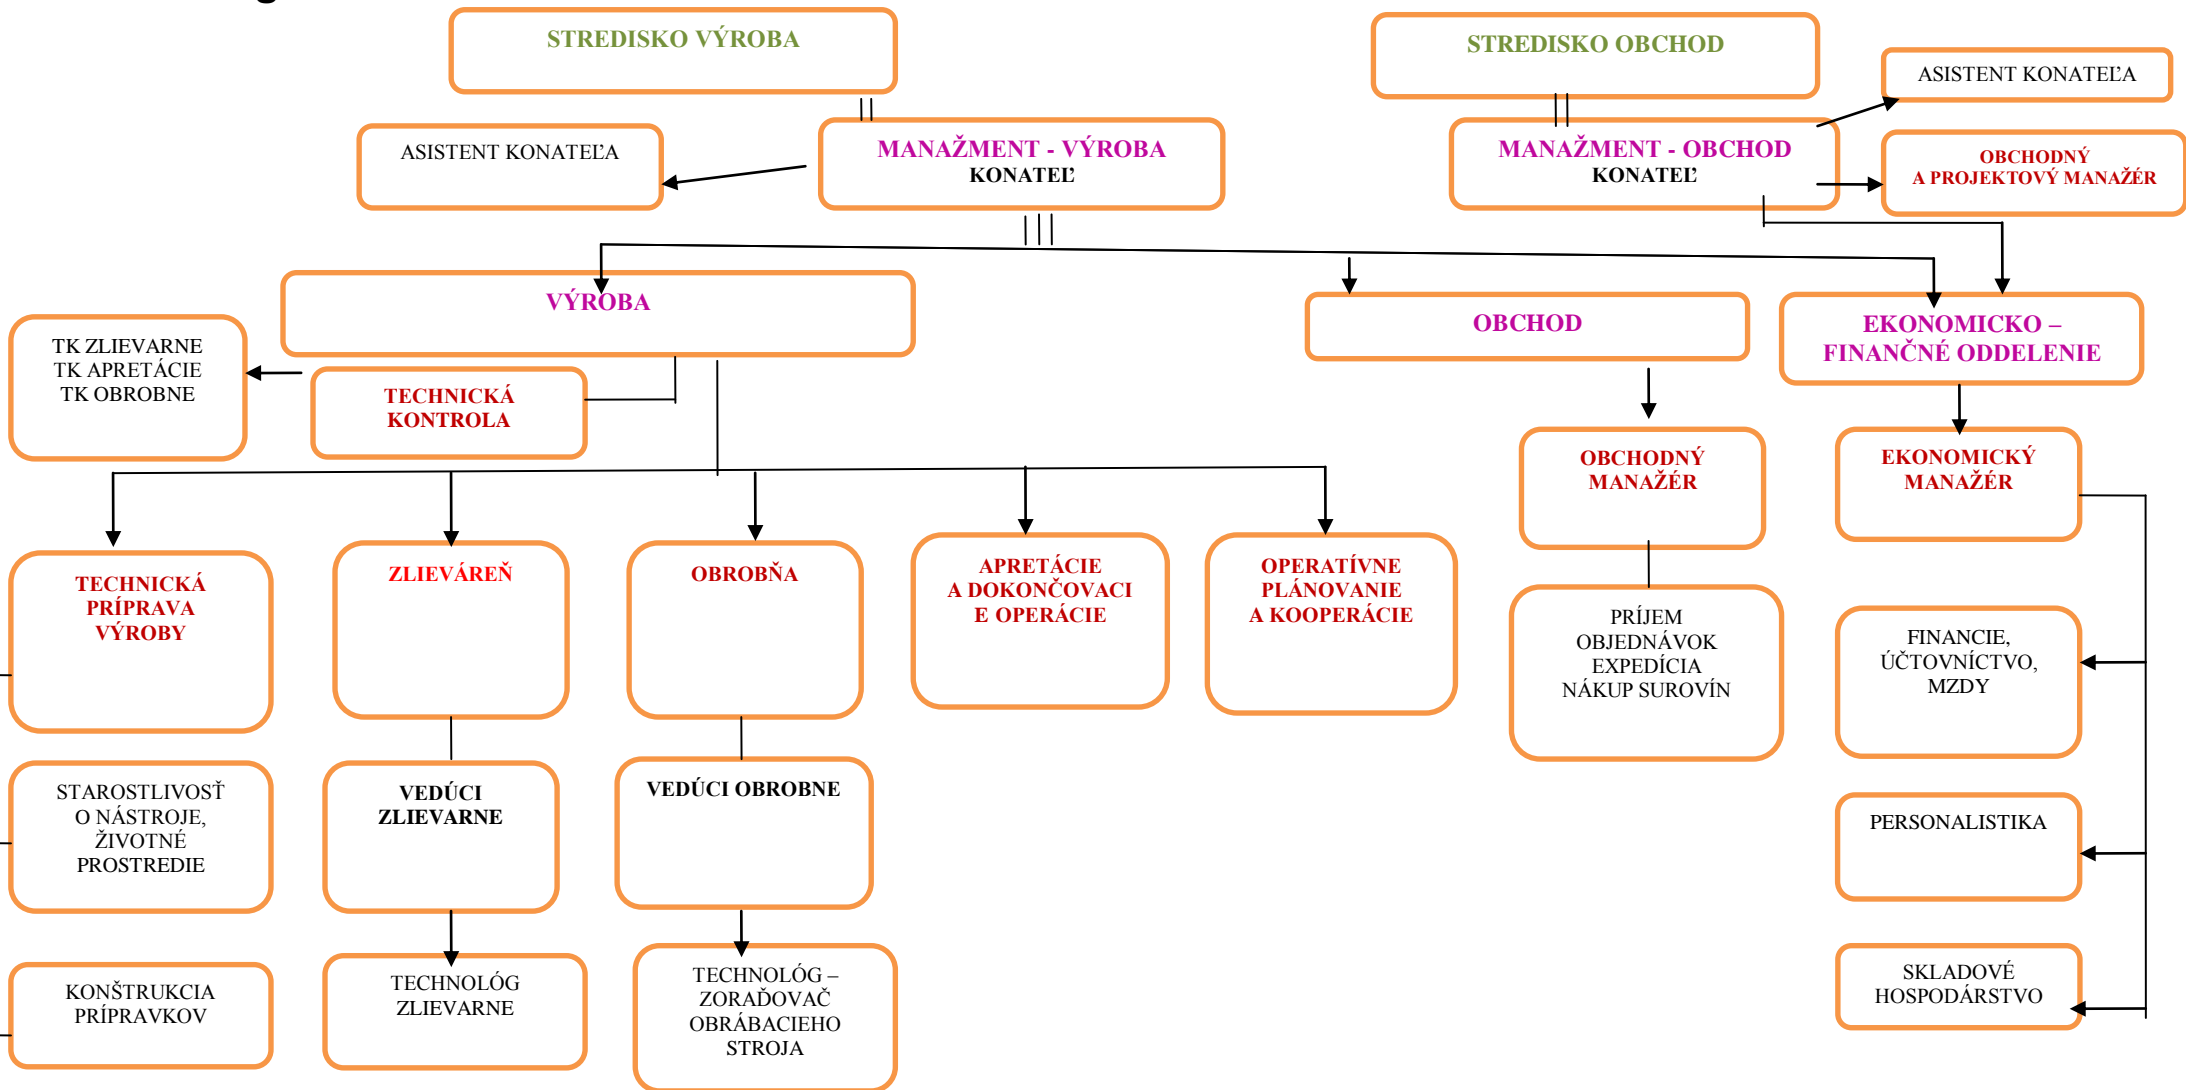 STREDISKO VÝROBA
STREDISKO OBCHOD
ASISTENT KONATEĽA
ASISTENT KONATEĽA
MANAŽMENT - VÝROBA
KONATEĽ
MANAŽMENT - OBCHOD
KONATEĽ
OBCHODNÝ
A PROJEKTOVÝ MANAŽÉR
VÝROBA
OBCHOD
EKONOMICKO –
FINANČNÉ ODDELENIE
TK ZLIEVARNE
TK APRETÁCIE
TK OBROBNE
TECHNICKÁ
KONTROLA
OBCHODNÝ
MANAŽÉR
EKONOMICKÝ
MANAŽÉR
TECHNICKÁ
PRÍPRAVA
VÝROBY
ZLIEVÁREŇ
OBROBŇA
APRETÁCIE
A DOKONČOVACI
E OPERÁCIE
OPERATÍVNE
PLÁNOVANIE
A KOOPERÁCIE
PRÍJEM
OBJEDNÁVOK
EXPEDÍCIA
NÁKUP SUROVÍN
FINANCIE,
ÚČTOVNÍCTVO,
MZDY
STAROSTLIVOSŤ
O NÁSTROJE,
ŽIVOTNÉ
PROSTREDIE
VEDÚCI
ZLIEVARNE
VEDÚCI OBROBNE
PERSONALISTIKA
KONŠTRUKCIA
PRÍPRAVKOV
TECHNOLÓG
ZLIEVARNE
TECHNOLÓG –
ZORAĎOVAČ
OBRÁBACIEHO
STROJA
SKLADOVÉ
HOSPODÁRSTVO